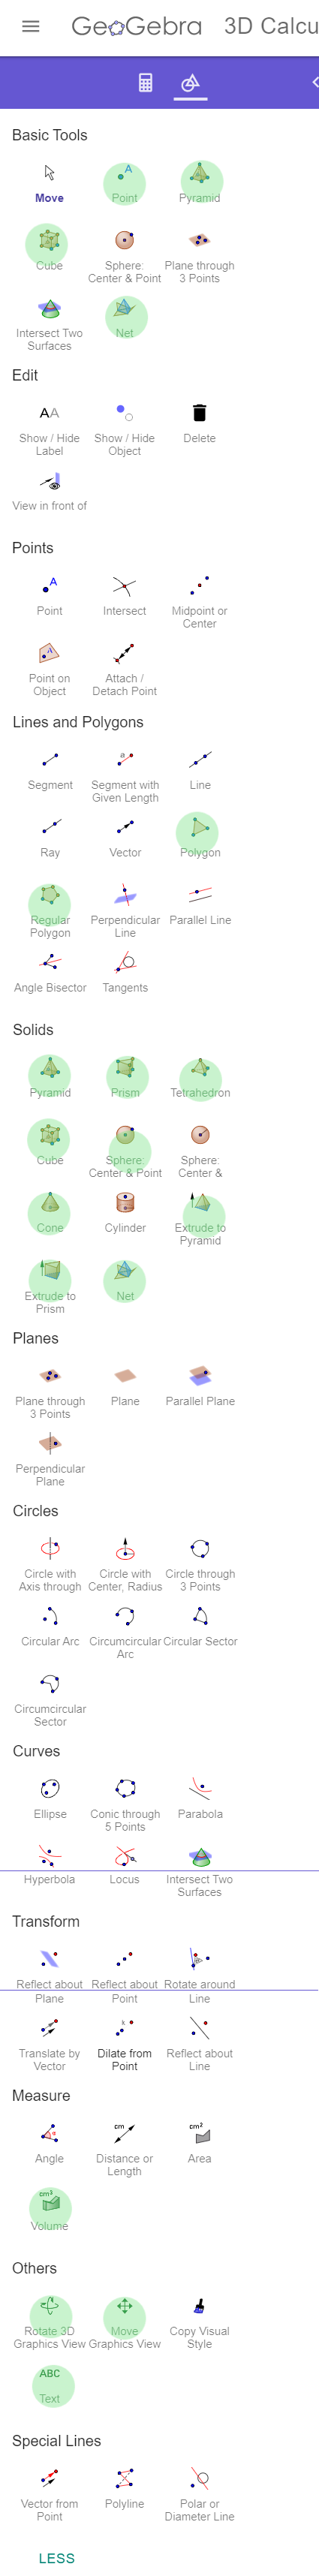 GeoGebra 3D Calcu
Basic Tools
A
Move Point Pyramid
Cube Sphere: Plane through
Center & Point 3 Points
Intersect Two Net
Surfaces
Edit
AA
Show / Hide Show / Hide Delete
Label Object
View in front of
Points
A
Point Intersect Midpoint or
Center
A
Point on Attach /
Object Detach Point
Lines and Polygons
a
Segment Segment with Line
Given Length
Ray Vector Polygon
Regular Perpendicular Parallel Line
Polygon Line
Angle Bisector Tangents
Solids
Pyramid Prism Tetrahedron
Cube Sphere: Sphere:
Center & Point Center &
Cone Cylinder Extrude to
Pyramid
Extrude to Net
Prism
Planes
Plane through Plane Parallel Plane
3 Points
Perpendicular
Plane
Circles
Circle with Circle with Circle through
Axis through Center, Radius 3 Points
Circular Arc Circumcircular Circular Sector
Arc
Circumcircular
Sector
Curves
Ellipse Conic through Parabola
5 Points
Hyperbola Locus Intersect Two
Surfaces
Transform
Reflect about Reflect about Rotate around
Plane Point Line
k
Translate by Dilate from Reflect about
Vector Point Line
Measure
α cm cm²
Angle Distance or Area
Length
cm³
Volume
Others
Rotate 3D Move Copy Visual
Graphics View Graphics View Style
ABC
Text
Special Lines
Vector from Polyline Polar or
Point Diameter Line
LESS